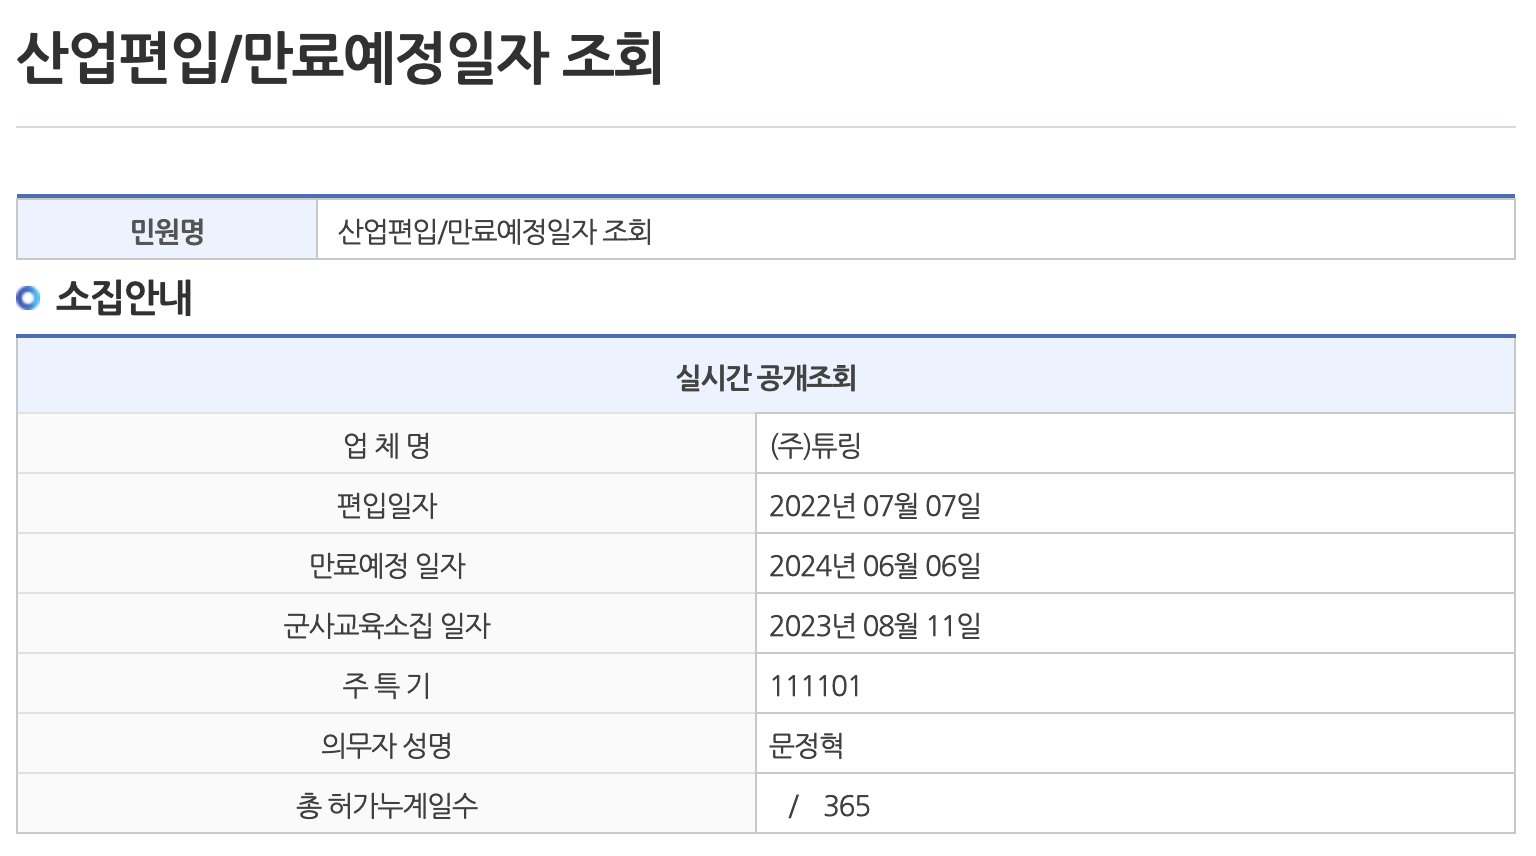 산업편입/만료예정일자 조회
민원명 산업편입/만료예정일자 조회
소집안내
실시간 공개조회
업 체 명 (주)튜링
편입일자 2022년 07월 07일
만료예정 일자 2024년 06월 06일
군사교육소집 일자 2023년 08월 11일
주 특 기 111101
의무자 성명 문정혁
총 허가누계일수 / 365